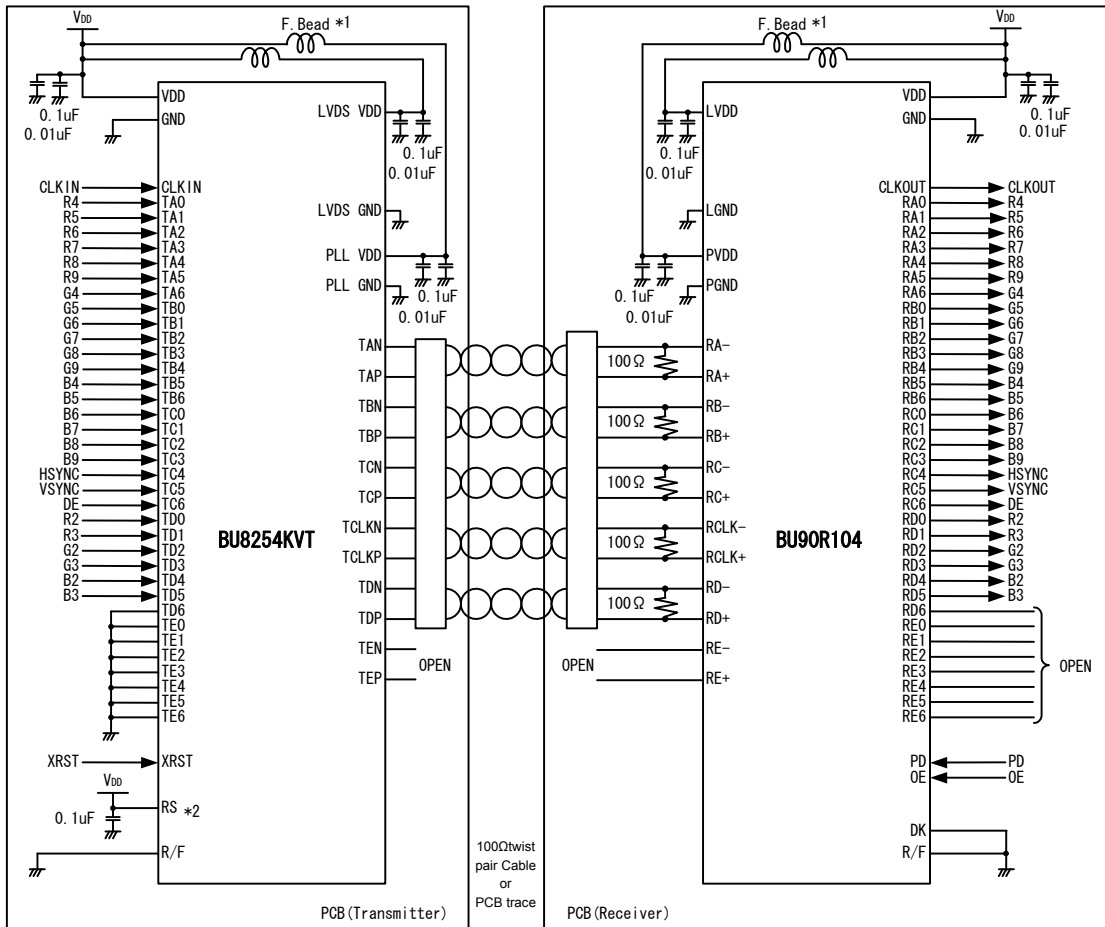 VDD
F. Bead *1
0.1uF
0.01uF
VDD
GND
LVDS VDD
0.1uF
0.01uF
CLKIN CLKIN
R4 TA0
R5 TA1
R6 TA2
R7 TA3
R8 TA4
R9 TA5
G4 TA6
G5 TB0
G6 TB1
G7 TB2
G8 TB3
G9 TB4
B4 TB5
B5 TB6
B6 TC0
B7 TC1
B8 TC2
B9 TC3
HSYNC TC4
VSYNC TC5
DE TC6
R2 TD0
R3 TD1
G2 TD2
G3 TD3
B2 TD4
B3 TD5
TD6
TE0
TE1
TE2
TE3
TE4
TE5
TE6
XRST XRST
VDD
0.1uF
RS *2
R/F
BU8254KVT
LVDS GND
PLL VDD
PLL GND
0.1uF
0.01uF
TAN
TAP
TBN
TBP
TCN
TCP
TCLKN
TCLKP
TDN
TDP
TEN
TEP
OPEN
PCB(Transmitter)
100Ωtwist
pair Cable
or
PCB trace
F. Bead *1
VDD
LVDD
0.1uF
0.01uF
LGND
PVDD
PGND
0.1uF
0.01uF
100Ω
RA-
RA+
100Ω
RB-
RB+
100Ω
RC-
RC+
100Ω
RCLK-
RCLK+
100Ω
RD-
RD+
OPEN
RE-
RE+
BU90R104
VDD
GND
0.1uF
0.01uF
CLKOUT CLKOUT
RA0 R4
RA1 R5
RA2 R6
RA3 R7
RA4 R8
RA5 R9
RA6 G4
RB0 G5
RB1 G6
RB2 G7
RB3 G8
RB4 G9
RB5 B4
RB6 B5
RC0 B6
RC1 B7
RC2 B8
RC3 B9
RC4 HSYNC
RC5 VSYNC
RC6 DE
RD0 R2
RD1 R3
RD2 G2
RD3 G3
RD4 B2
RD5 B3
RD6
RE0
RE1
RE2
RE3
RE4
RE5
RE6
OPEN
PD PD
OE OE
DK
R/F
PCB(Receiver)